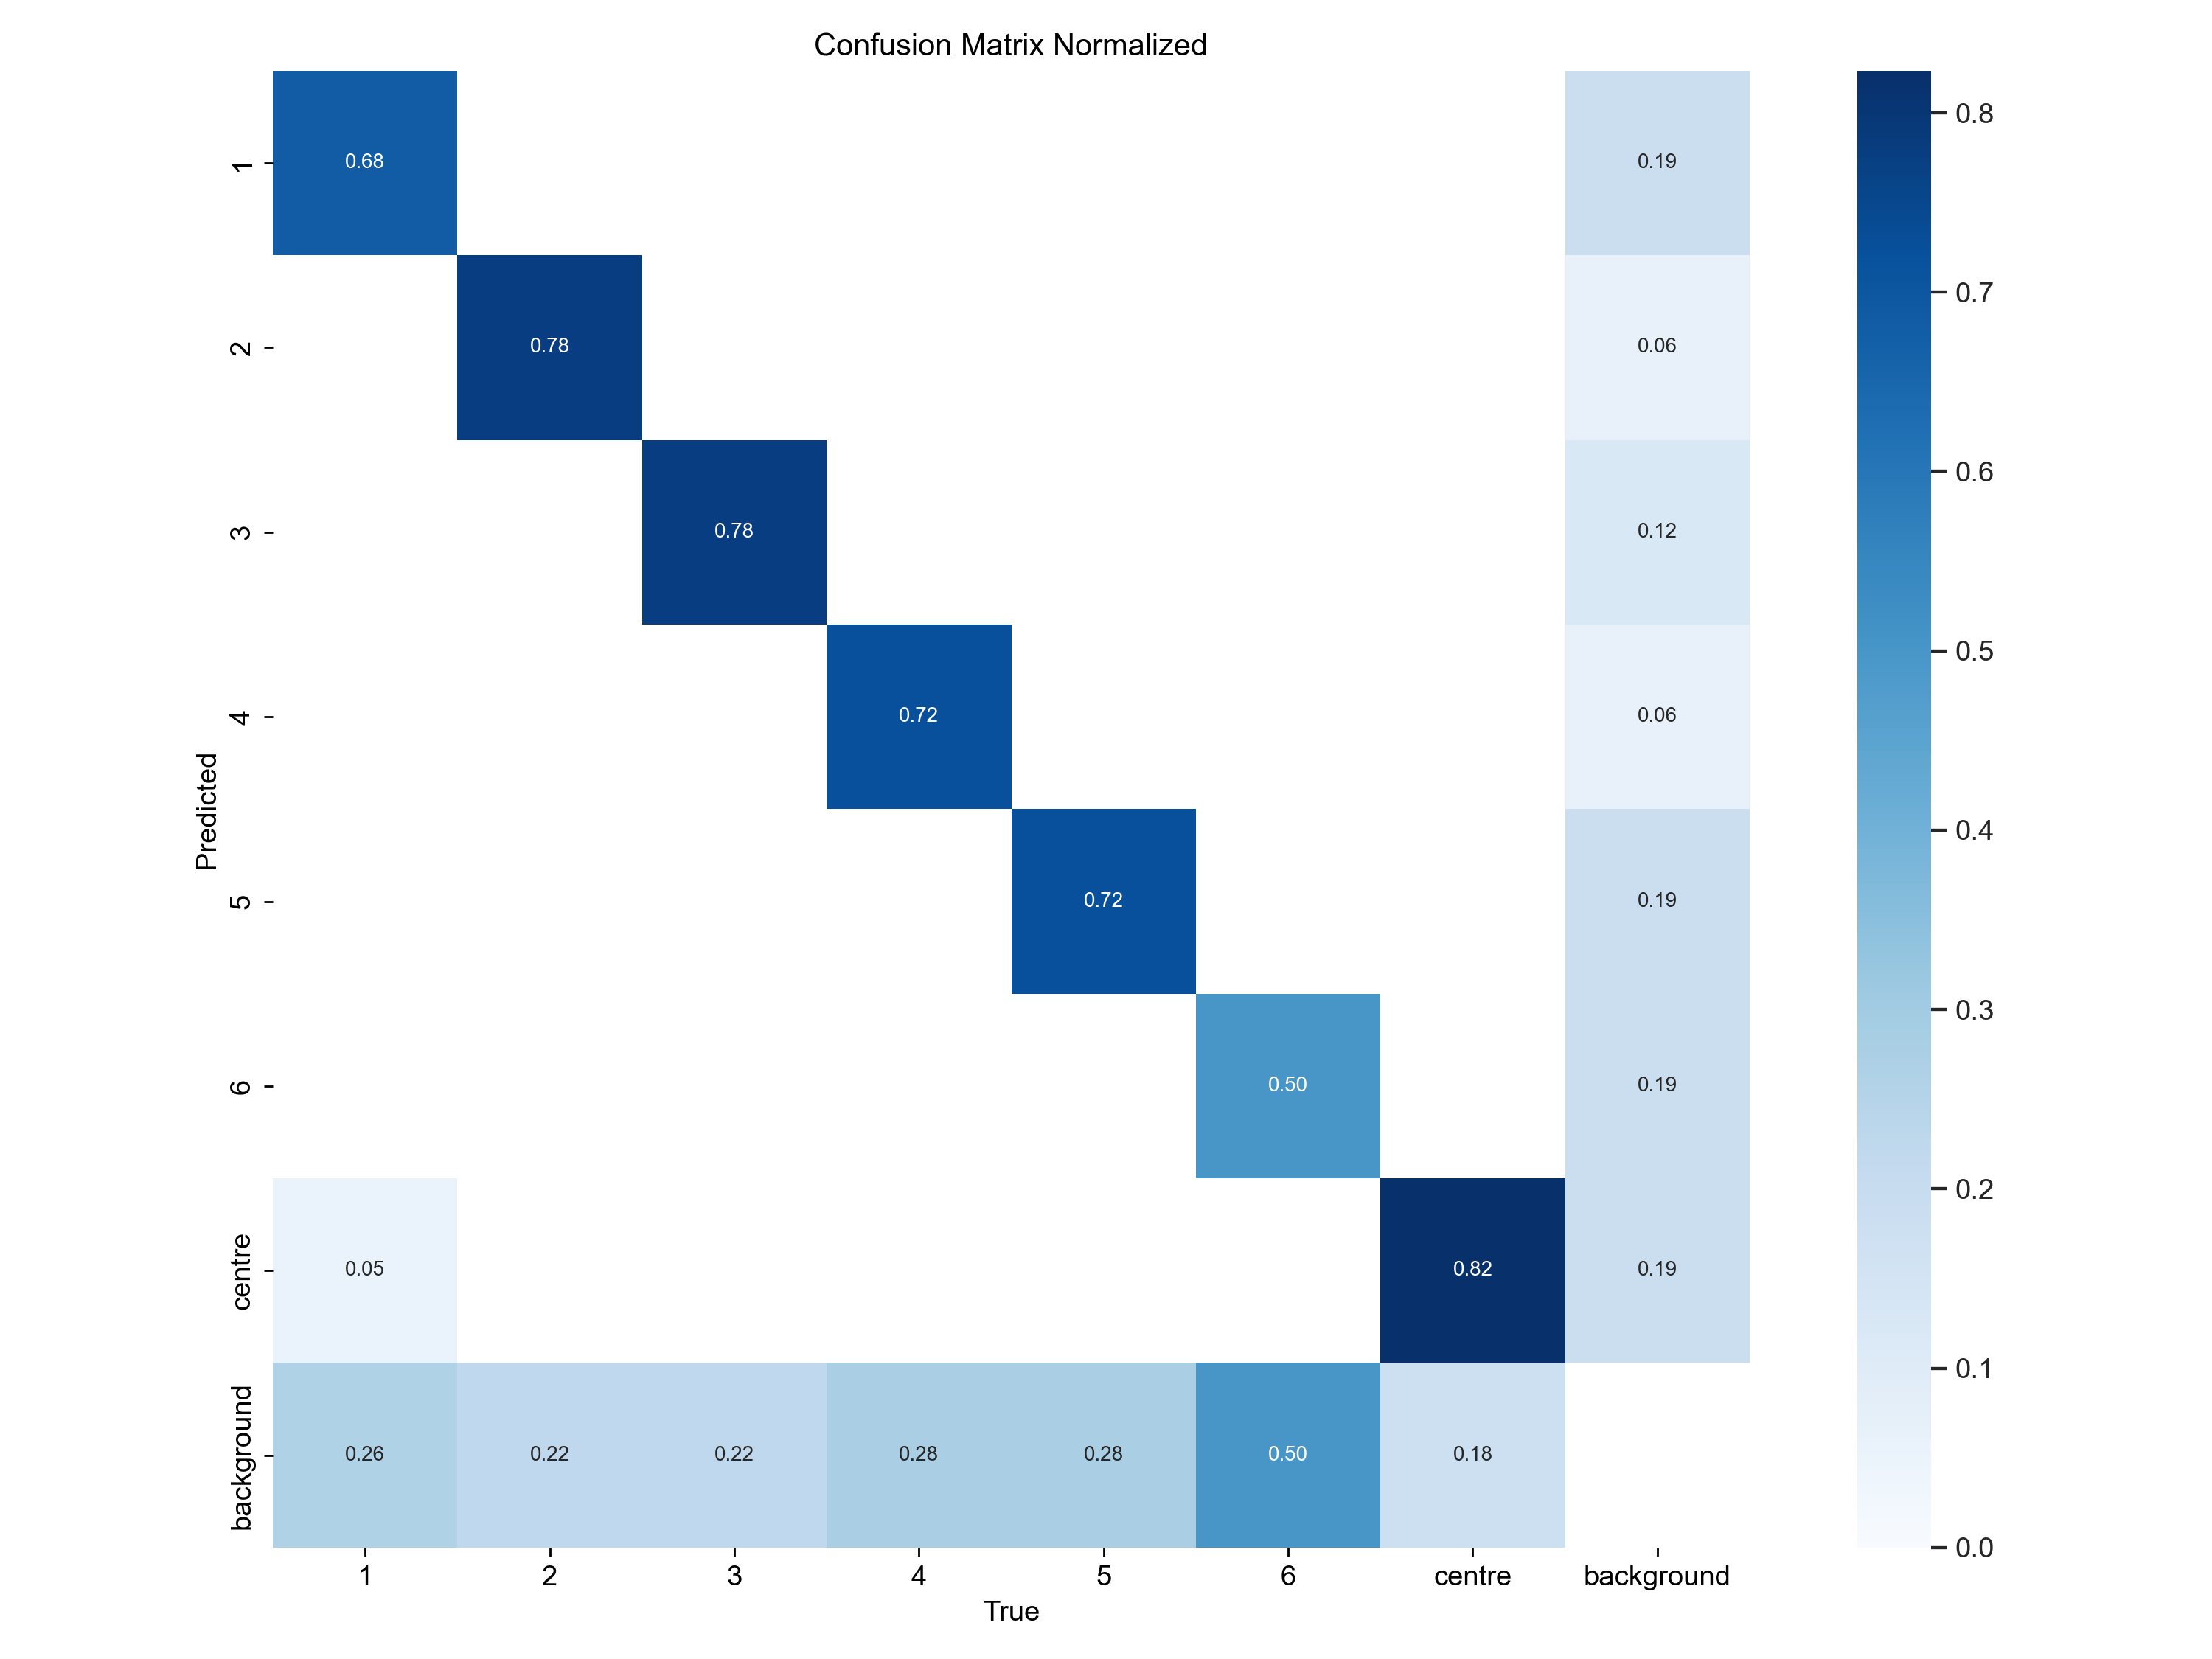 Confusion Matrix Normalized
1 0.68 0.19
2 0.78 0.06
3 0.78 0.12
4 0.72 0.06
5 0.72 0.19
6 0.50 0.19
centre 0.05 0.82 0.19
background 0.26 0.22 0.22 0.28 0.28 0.50 0.18
1 2 3 4 5 6 centre background
True
Predicted
0.8
0.7
0.6
0.5
0.4
0.3
0.2
0.1
0.0